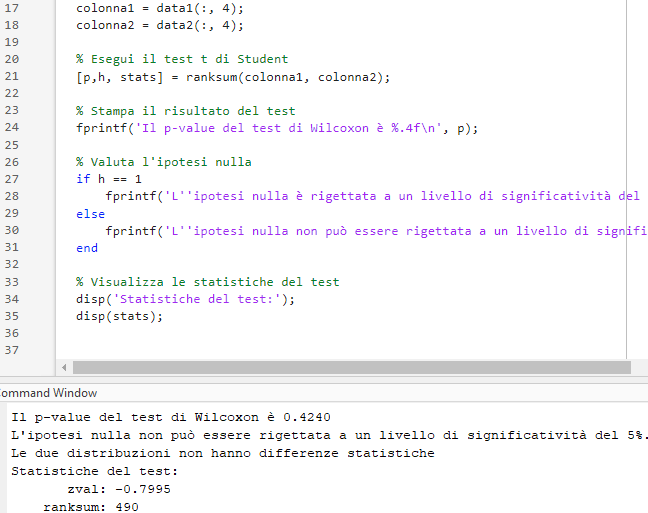 17 colonna1 = data1(:, 4);
18 colonna2 = data2(:, 4);
19
20 % Esegui il test t di Student
21 [p,h, stats] = ranksum(colonna1, colonna2);
22
23 % Stampa il risultato del test
24 fprintf('Il p-value del test di Wilcoxon è %.4f\n', p);
25
26 % Valuta l'ipotesi nulla
27 if h == 1
28 fprintf('L''ipotesi nulla è rigettata a un livello di significatività del
29 else
30 fprintf('L''ipotesi nulla non può essere rigettata a un livello di signifi
31 end
32
33 % Visualizza le statistiche del test
34 disp('Statistiche del test:');
35 disp(stats);
36
37
ommand Window
Il p-value del test di Wilcoxon è 0.4240
L'ipotesi nulla non può essere rigettata a un livello di significatività del 5%.
Le due distribuzioni non hanno differenze statistiche
Statistiche del test:
zval: -0.7995
ranksum: 490